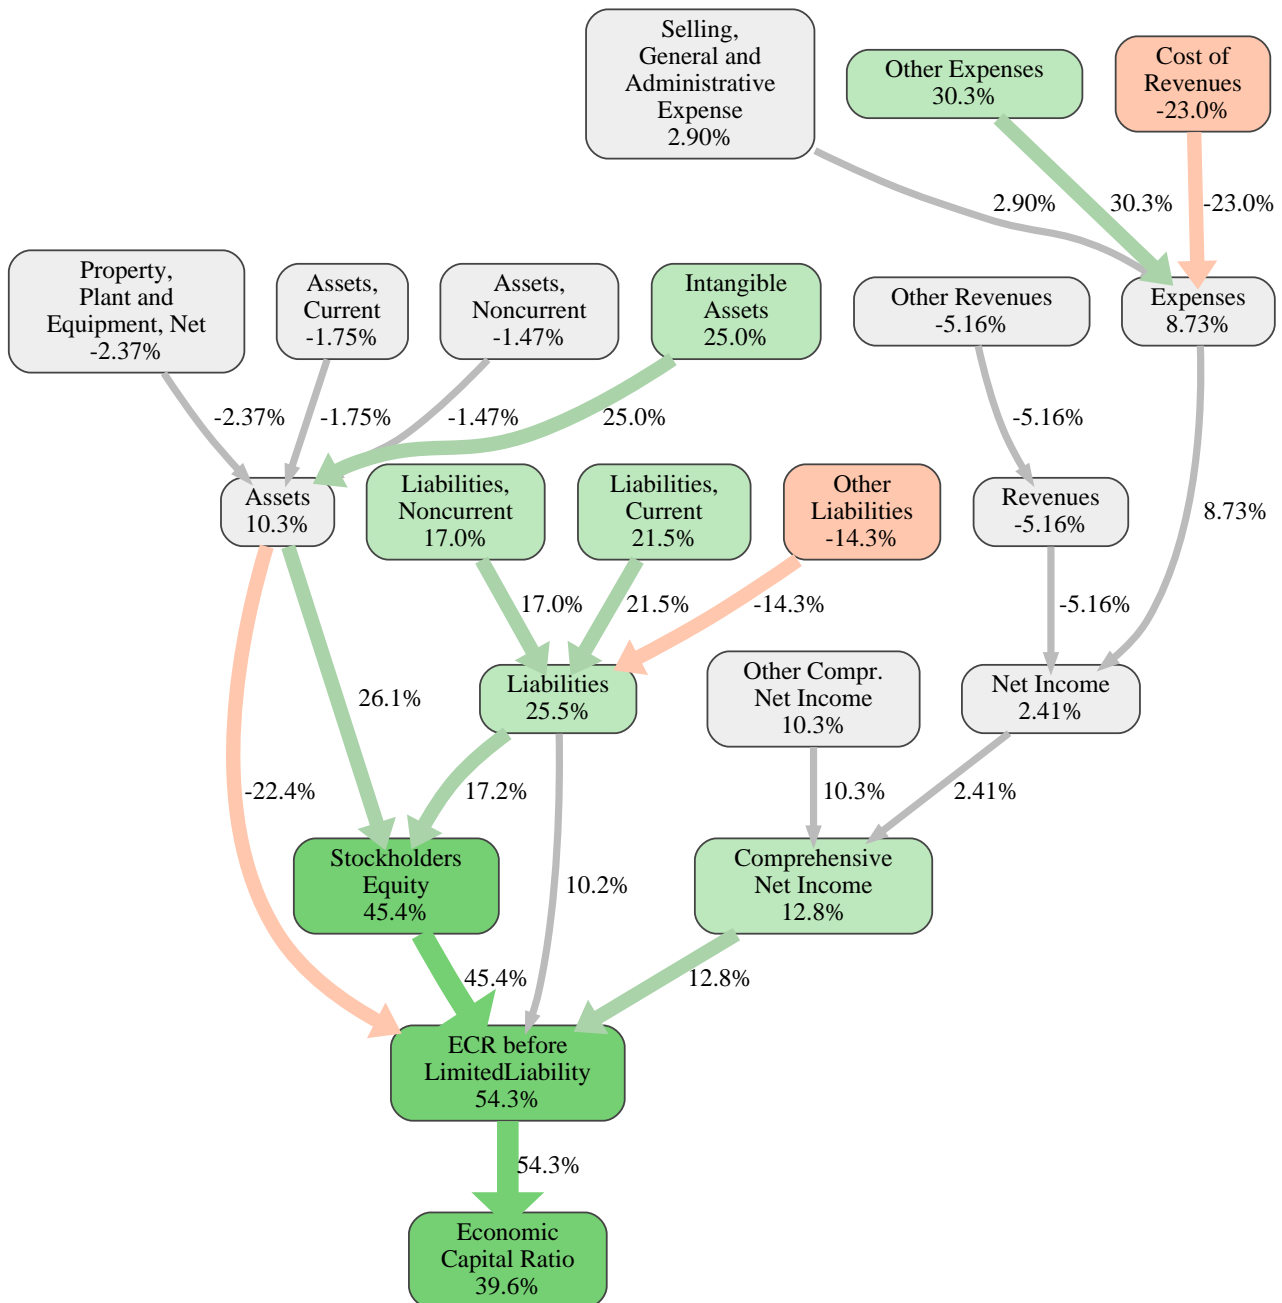 Selling,
General and
Administrative
Expense
2.90%
Other Expenses
30.3%
Cost of
Revenues
-23.0%
2.90%
30.3%
-23.0%
Property,
Plant and
Equipment, Net
-2.37%
Assets,
Current
-1.75%
Assets,
Noncurrent
-1.47%
Intangible
Assets
25.0%
Other Revenues
-5.16%
Expenses
8.73%
-2.37%
-1.75%
-1.47%
25.0%
-5.16%
Assets
10.3%
Liabilities,
Noncurrent
17.0%
Liabilities,
Current
21.5%
Other
Liabilities
-14.3%
Revenues
-5.16%
8.73%
17.0%
21.5%
-14.3%
-5.16%
26.1%
Liabilities
25.5%
Other Compr.
Net Income
10.3%
Net Income
2.41%
-22.4%
17.2%
10.3%
2.41%
Stockholders
Equity
45.4%
10.2%
Comprehensive
Net Income
12.8%
45.4%
12.8%
ECR before
LimitedLiability
54.3%
54.3%
Economic
Capital Ratio
39.6%